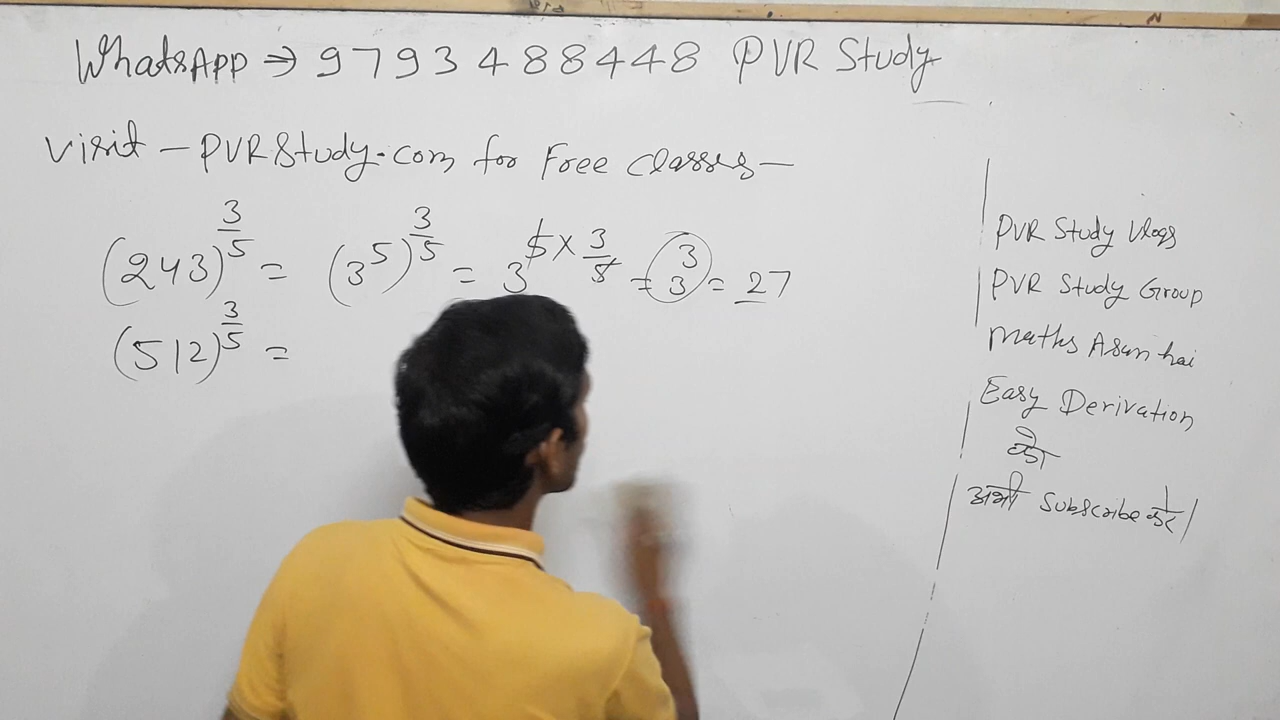 WhatsApp ⇒ 9793488448 PVR Study
Visit - PVRStudy.com for Free Classes -
(243)^(3/5) = (3^5)^(3/5) = 3^(5×3/5) = 3^3 = 27
(512)^(3/5) =
PVR Study Vlogs
PVR Study Group
Maths Asan hai
Easy Derivation
को
अभी Subscribe करें